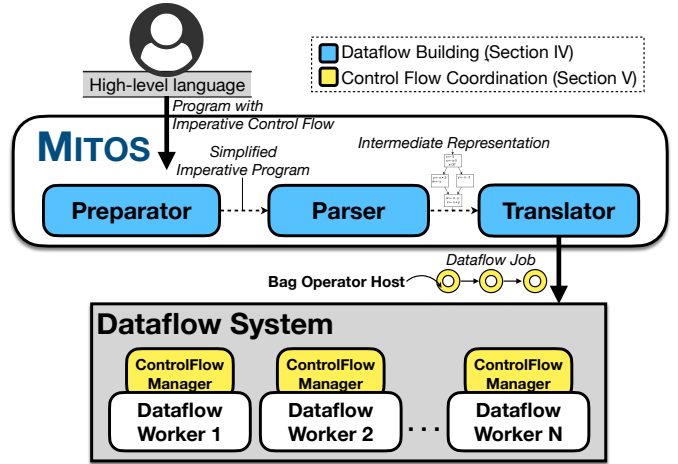 Dataflow Building (Section IV)
Control Flow Coordination (Section V)
High-level language
Program with
Imperative Control Flow
MITOS
Simplified
Imperative Program
Intermediate Representation
Preparator
Parser
Translator
Dataflow Job
Bag Operator Host
Dataflow System
ControlFlow
Manager
Dataflow
Worker 1
ControlFlow
Manager
Dataflow
Worker 2
...
ControlFlow
Manager
Dataflow
Worker N